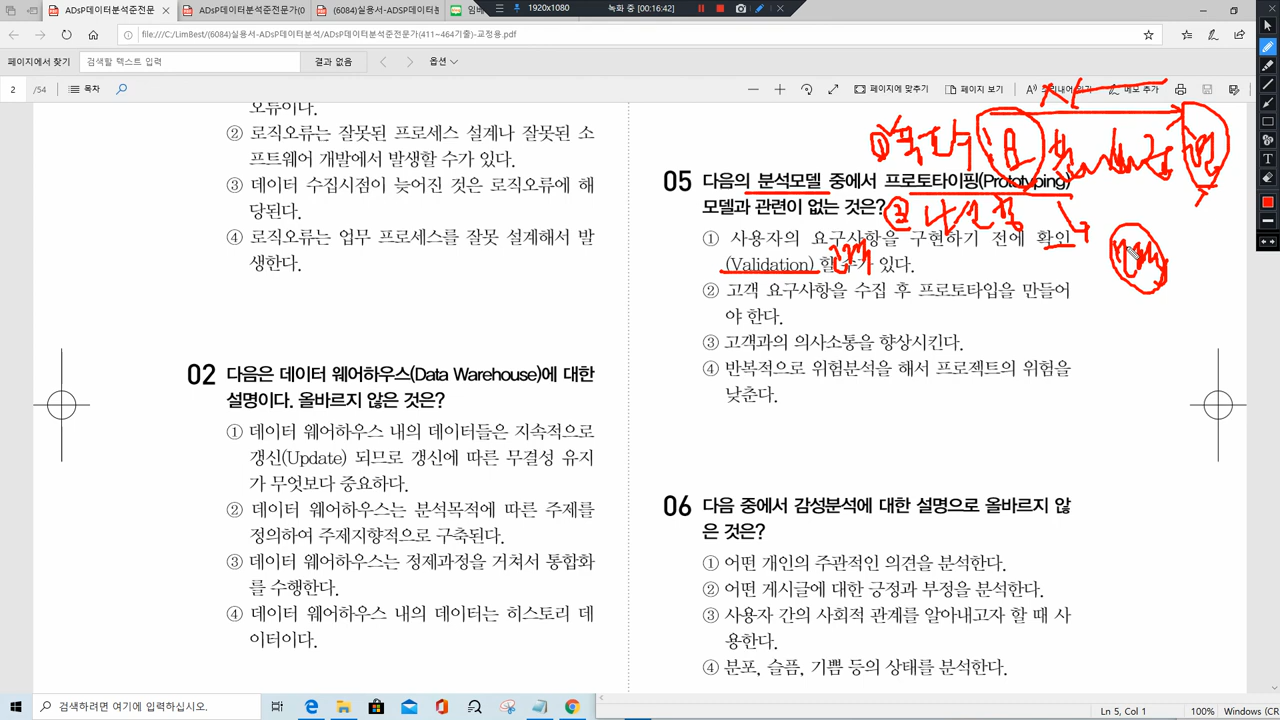 ADsP데이터분석준전문
ADsP데이터분석준전문가(0
(6084)실용서-ADsP데이터분
1920x1080
녹화 00:16:42
file:///C:/LimBest/(6084)실용서-ADsP데이터분석/ADsP데이터분석준전문가(411~464기출)-교정용.pdf
페이지에서 찾기
검색할 텍스트 입력
결과 없음
옵션
2
/54
목차
페이지에 맞추기
페이지 보기
메모 추가
오류이다.
② 로직오류는 잘못된 프로세스 설계나 잘못된 소
프트웨어 개발에서 발생할 수가 있다.
③ 데이터 수집시점이 늦어진 것은 로직오류에 해
당된다.
④ 로직오류는 업무 프로세스를 잘못 설계해서 발
생한다.
02 다음은 데이터 웨어하우스(Data Warehouse)에 대한
설명이다. 올바르지 않은 것은?
① 데이터 웨어하우스 내의 데이터들은 지속적으로
갱신(Update) 되므로 갱신에 따른 무결성 유지
가 무엇보다 중요하다.
② 데이터 웨어하우스는 분석목적에 따른 주제를
정의하여 주제지향적으로 구축된다.
③ 데이터 웨어하우스는 정제과정을 거쳐서 통합화
를 수행한다.
④ 데이터 웨어하우스 내의 데이터는 히스토리 데
이터이다.
05 다음의 분석모델 중에서 프로토타이핑(Prototyping)
모델과 관련이 없는 것은?
① 사용자의 요구사항을 구현하기 전에 확인
(Validation) 할 수가 있다.
② 고객 요구사항을 수집 후 프로토타입을 만들어
야 한다.
③ 고객과의 의사소통을 향상시킨다.
④ 반복적으로 위험분석을 해서 프로젝트의 위험을
낮춘다.
06 다음 중에서 감성분석에 대한 설명으로 올바르지 않
은 것은?
① 어떤 개인의 주관적인 의견을 분석한다.
② 어떤 게시글에 대한 긍정과 부정을 분석한다.
③ 사용자 간의 사회적 관계를 알아내고자 할 때 사
용한다.
④ 분포, 슬픔, 기쁨 등의 상태를 분석한다.
검색하려면 여기에 입력하십시오.
Ln 5, Col 1
100%
Windows (CR